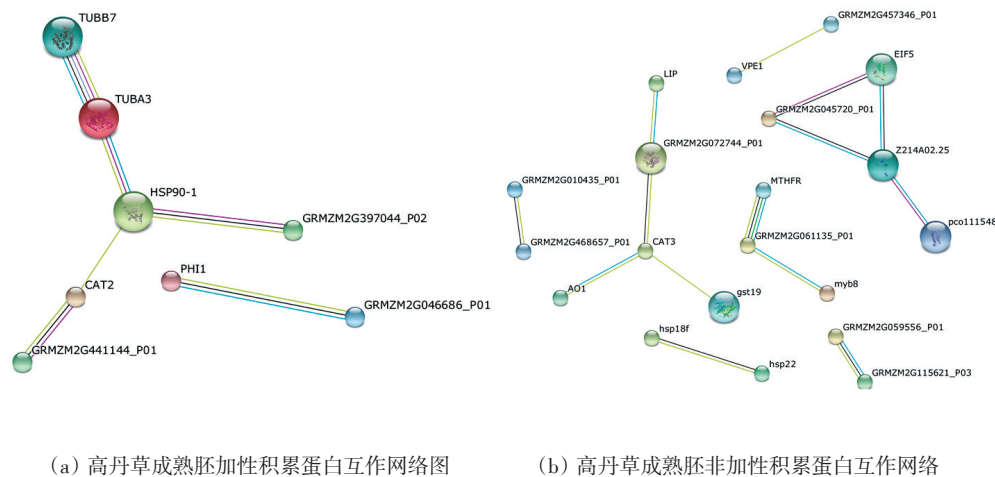 TUBB7
TUBA3
HSP90-1
GRMZM2G397044_P02
CAT2
PHI1
GRMZM2G046686_P01
GRMZM2G441144_P01
GRMZM2G457346_P01
VPE1
EIF5
LIP
GRMZM2G045720_P01
GRMZM2G072744_P01
Z214A02.25
GRMZM2G010435_P01
MTHFR
pco111548
GRMZM2G468657_P01
CAT3
GRMZM2G061135_P01
AO1
gst19
myb8
hsp18f
GRMZM2G059556_P01
hsp22
GRMZM2G115621_P03
（a）高丹草成熟胚加性积累蛋白互作网络图
（b）高丹草成熟胚非加性积累蛋白互作网络